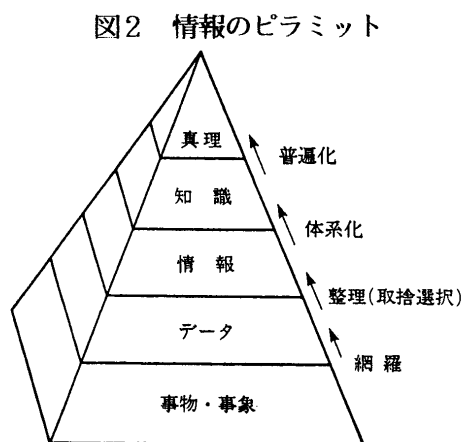 図2 情報のピラミット
真理
普遍化
知識
体系化
情報
整理(取捨選択)
データ
網羅
事物・事象